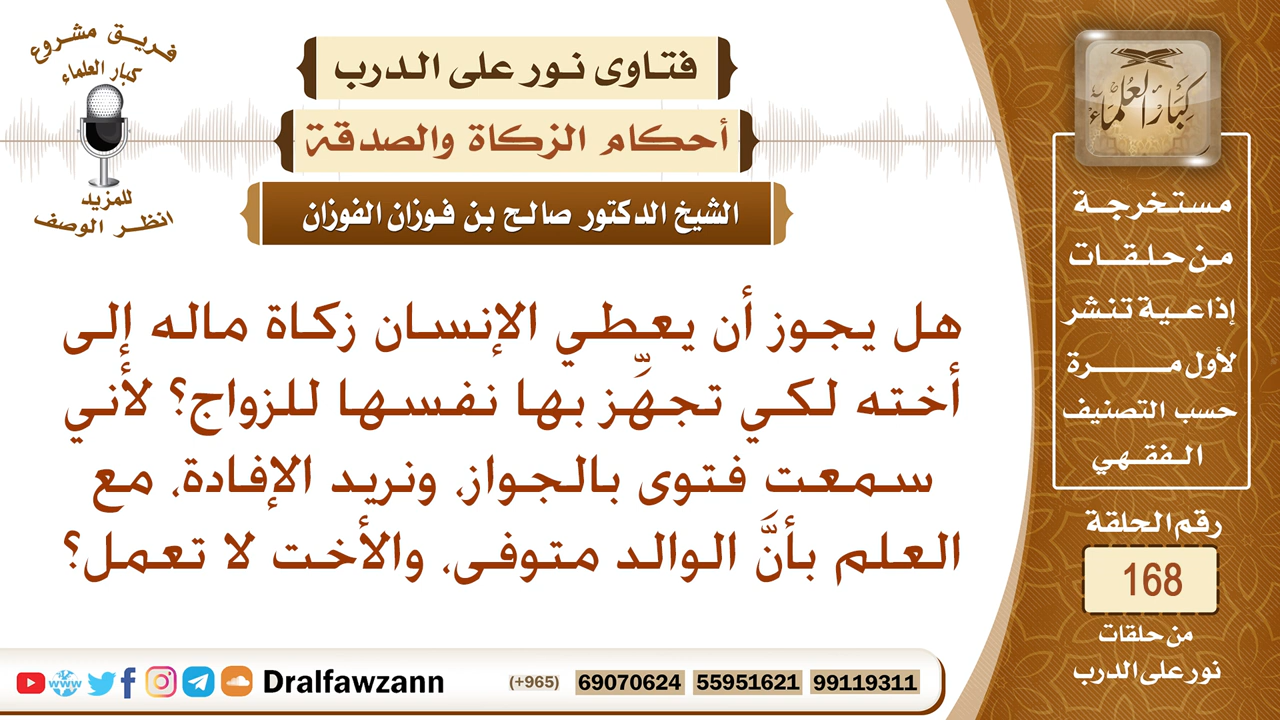 فريق مشروع
كبار العلماء
للمزيد
انظر الوصف
فتاوى نور على الدرب
أحكام الزكاة والصدقة
الشيخ الدكتور صالح بن فوزان الفوزان
هل يجوز أن يعطي الإنسان زكاة ماله إلى
أخته لكي تجهِّز بها نفسها للزواج؟ لأني
سمعت فتوى بالجواز، ونريد الإفادة، مع
العلم بأنَّ الوالد متوفى، والأخت لا تعمل؟
كبار العلماء
مستخرجة
من حلقات
إذاعية تنشر
لأول مرة
حسب التصنيف
الفقهي
رقم الحلقة
168
من حلقات
نور على الدرب
www Dralfawzann (+965) 69070624 55951621 99119311